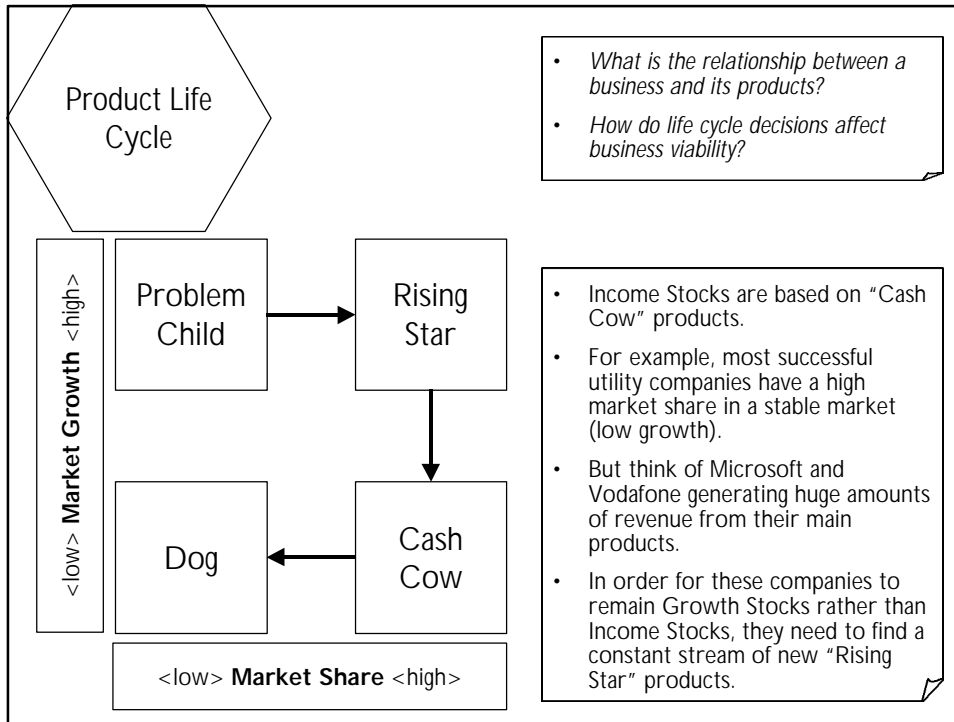 Product Life
Cycle
• What is the relationship between a
business and its products?
• How do life cycle decisions affect
business viability?
<low> Market Growth <high>
Problem
Child
Rising
Star
Dog
Cash
Cow
<low> Market Share <high>
• Income Stocks are based on “Cash
Cow” products.
• For example, most successful
utility companies have a high
market share in a stable market
(low growth).
• But think of Microsoft and
Vodafone generating huge amounts
of revenue from their main
products.
• In order for these companies to
remain Growth Stocks rather than
Income Stocks, they need to find a
constant stream of new “Rising
Star” products.